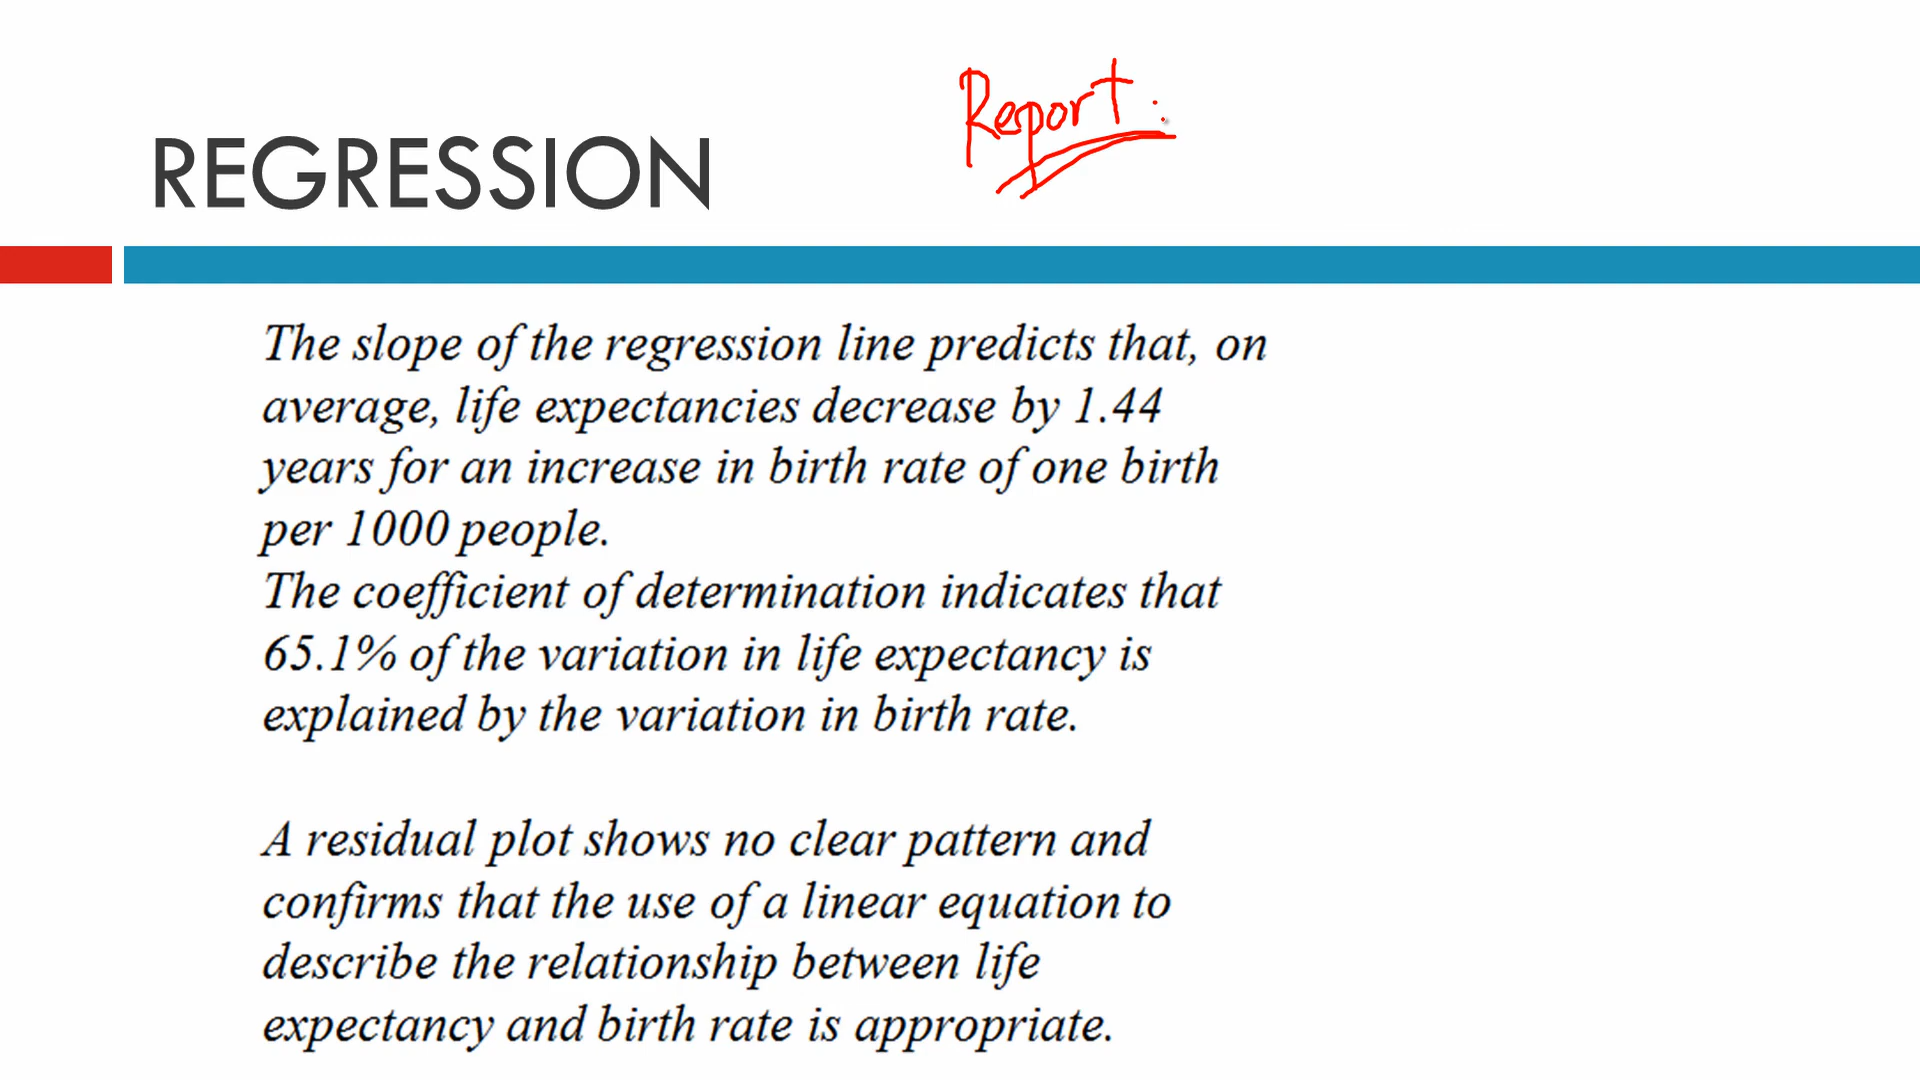 Report:
REGRESSION
The slope of the regression line predicts that, on
average, life expectancies decrease by 1.44
years for an increase in birth rate of one birth
per 1000 people.
The coefficient of determination indicates that
65.1% of the variation in life expectancy is
explained by the variation in birth rate.
A residual plot shows no clear pattern and
confirms that the use of a linear equation to
describe the relationship between life
expectancy and birth rate is appropriate.